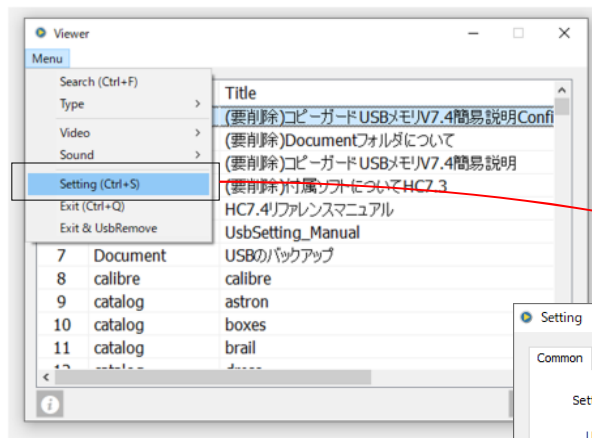 Viewer
Menu
Search (Ctrl+F)
Type
Video
Sound
Setting (Ctrl+S)
Exit (Ctrl+Q)
Exit & UsbRemove
Title
(要削除)コピーガードUSBメモリV7.4簡易説明Confi
(要削除)Documentフォルダについて
(要削除)コピーガードUSBメモリV7.4簡易説明
(要削除)付属ソフトについてHC7.3
HC7.4リファレンスマニュアル
UsbSetting_Manual
7 Document USBのバックアップ
8 calibre calibre
9 catalog astron
10 catalog boxes
11 catalog brail
Setting
Common